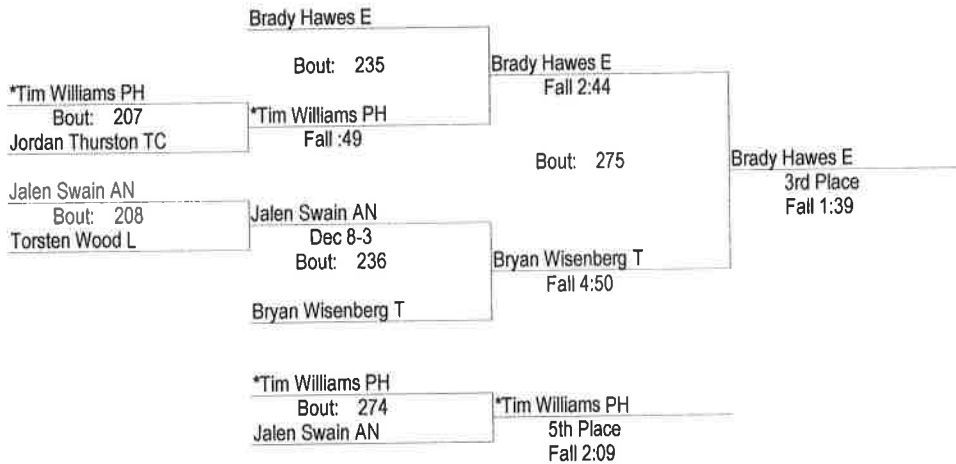 Brady Hawes E
Bout: 235
Brady Hawes E
Fall 2:44
*Tim Williams PH
Bout: 207
Jordan Thurston TC
*Tim Williams PH
Fall :49
Bout: 275
Brady Hawes E
3rd Place
Fall 1:39
Jalen Swain AN
Bout: 208
Torsten Wood L
Jalen Swain AN
Dec 8-3
Bout: 236
Bryan Wisenberg T
Fall 4:50
Bryan Wisenberg T
*Tim Williams PH
Bout: 274
Jalen Swain AN
*Tim Williams PH
5th Place
Fall 2:09